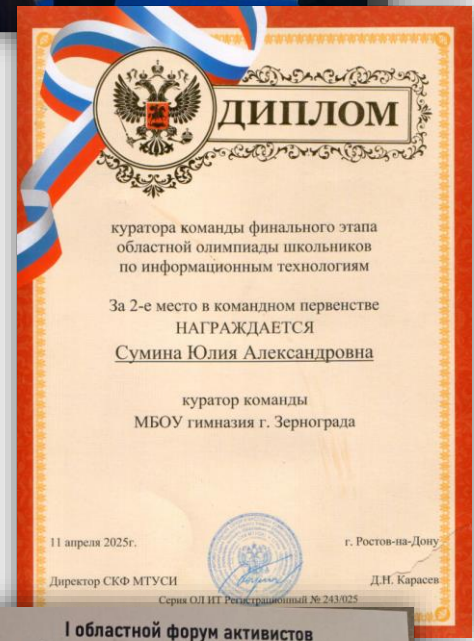 ДИПЛОМ
куратора команды финального этапа
областной олимпиады школьников
по информационным технологиям
За 2-е место в командном первенстве
НАГРАЖДАЕТСЯ
Сумина Юлия Александровна
куратор команды
МБОУ гимназия г. Зернограда
11 апреля 2025г.
г. Ростов-на-Дону
Директор СКФ МТУСИ
Д.Н. Карасев
Серия ОЛ ИТ Регистрационный № 243/025
I областной форум активистов